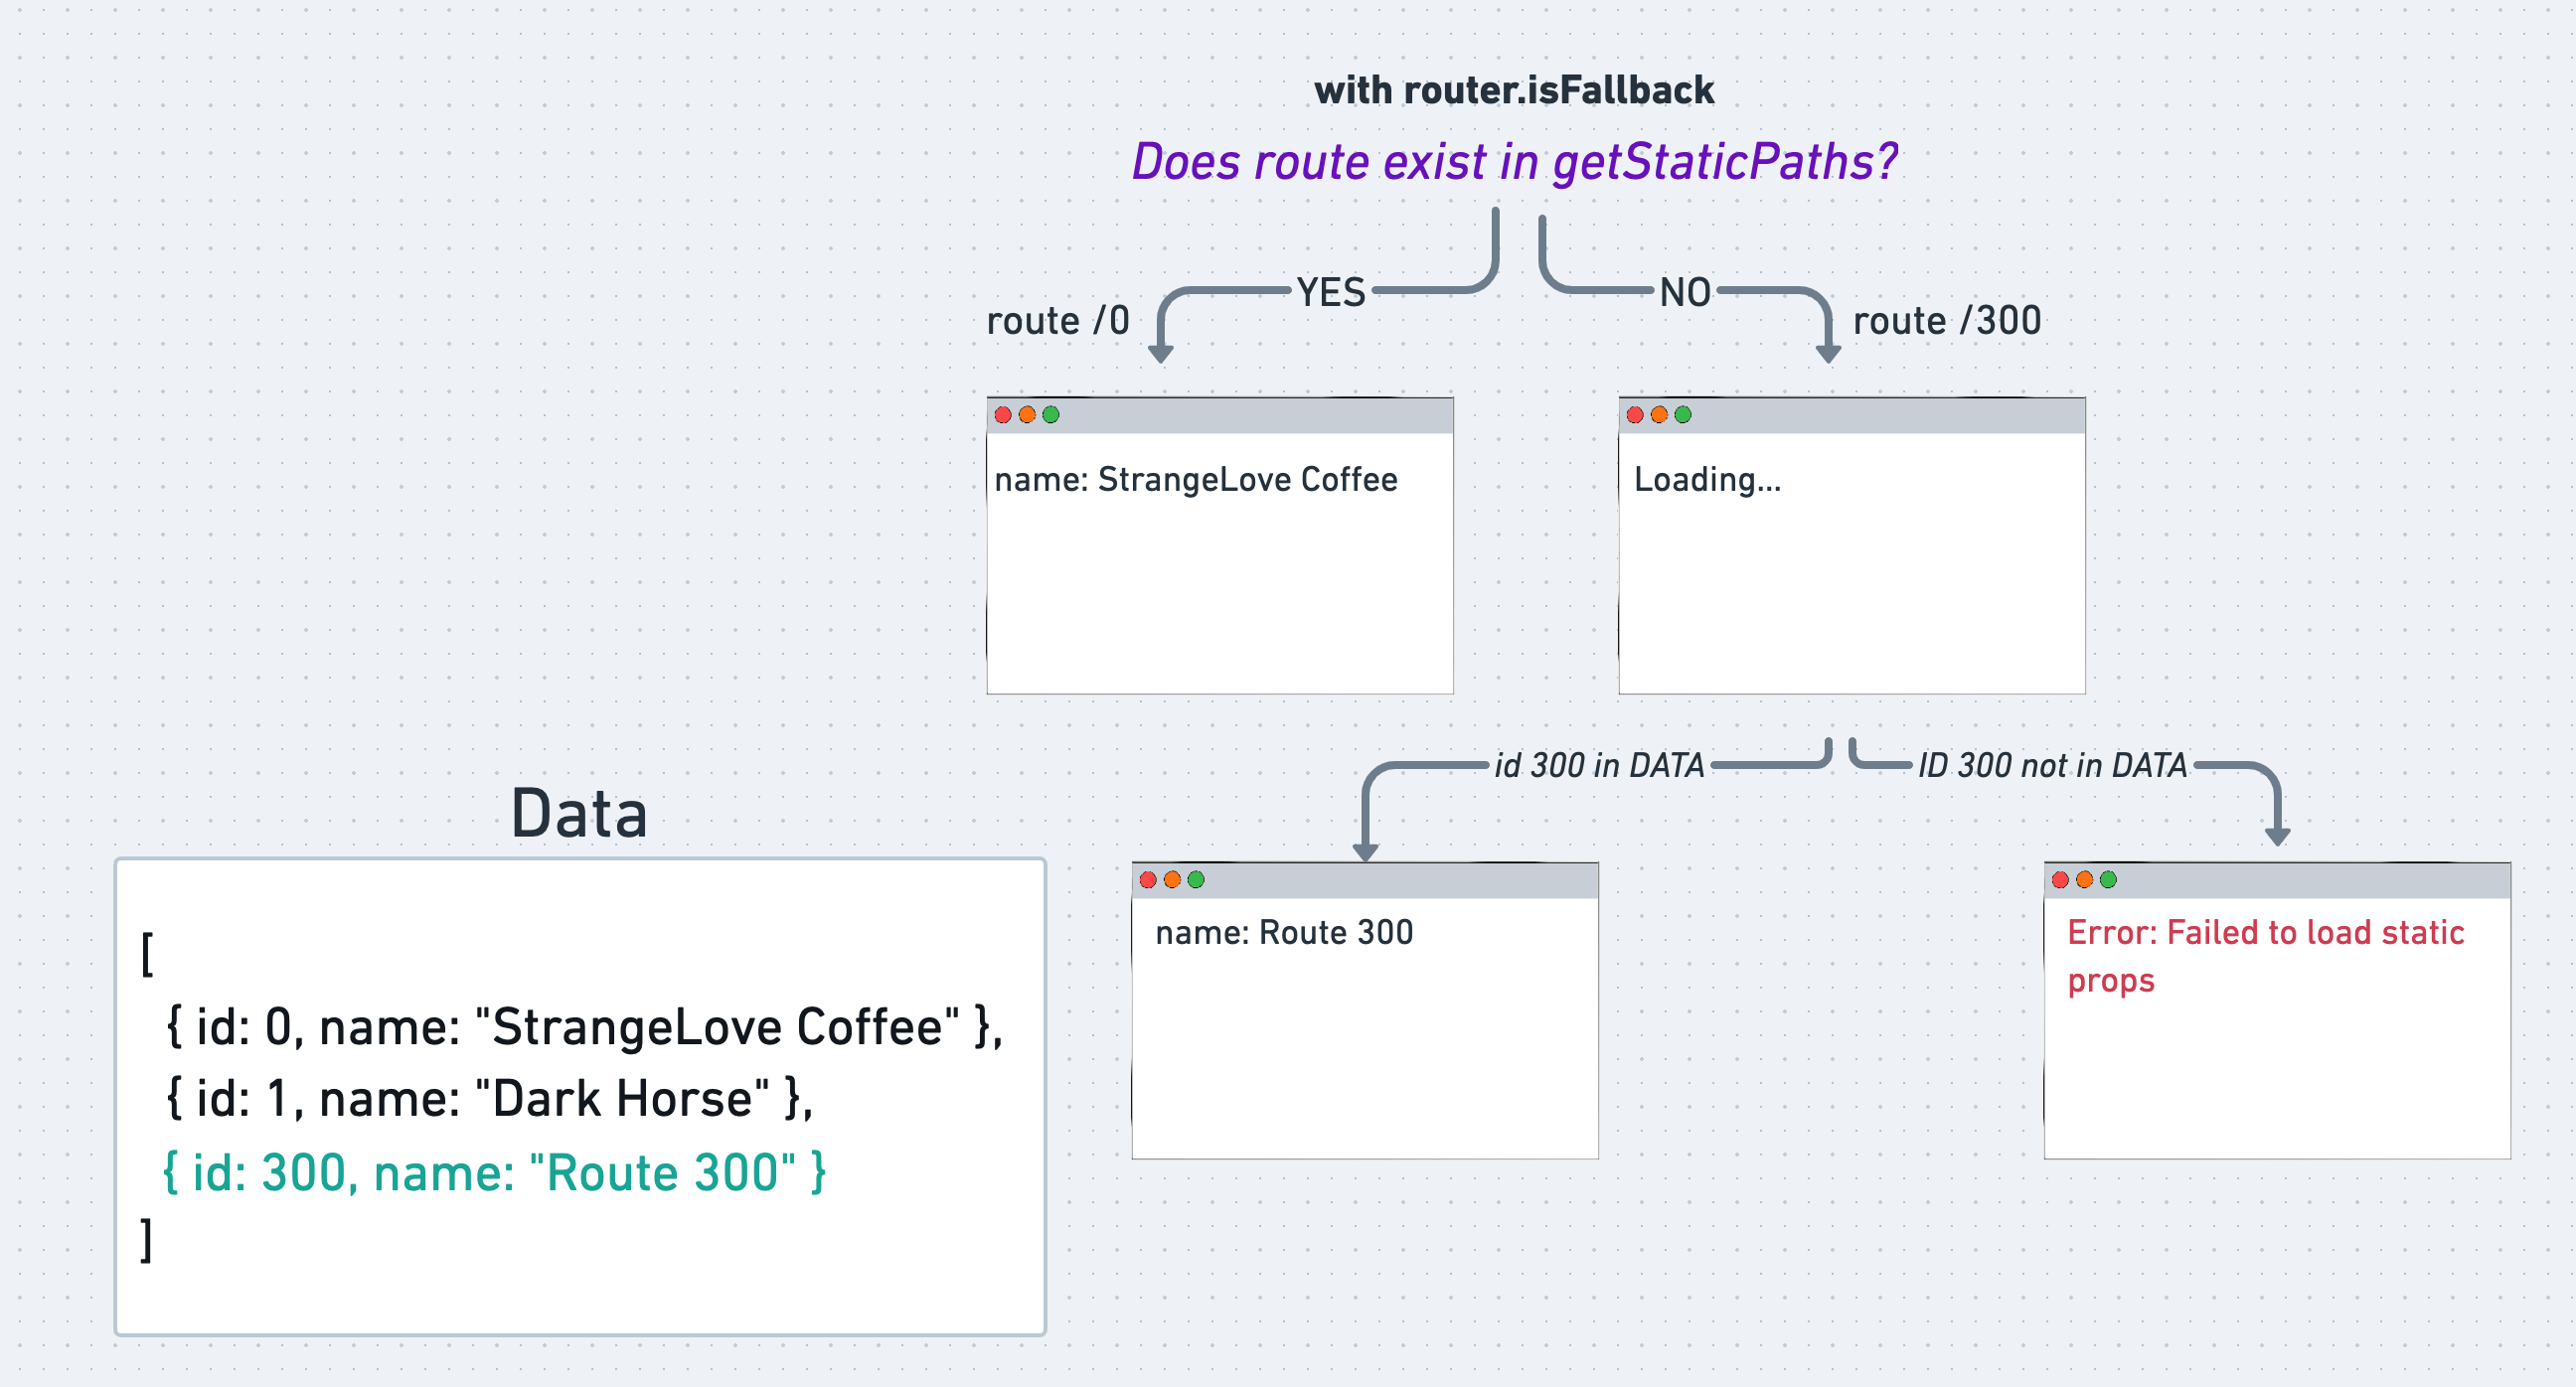 with router.isFallback
Does route exist in getStaticPaths?
YES
NO
route /0
route /300
name: StrangeLove Coffee
Loading...
id 300 in DATA
ID 300 not in DATA
name: Route 300
Error: Failed to load static
props
Data
[
{ id: 0, name: "StrangeLove Coffee" },
{ id: 1, name: "Dark Horse" },
{ id: 300, name: "Route 300" }
]